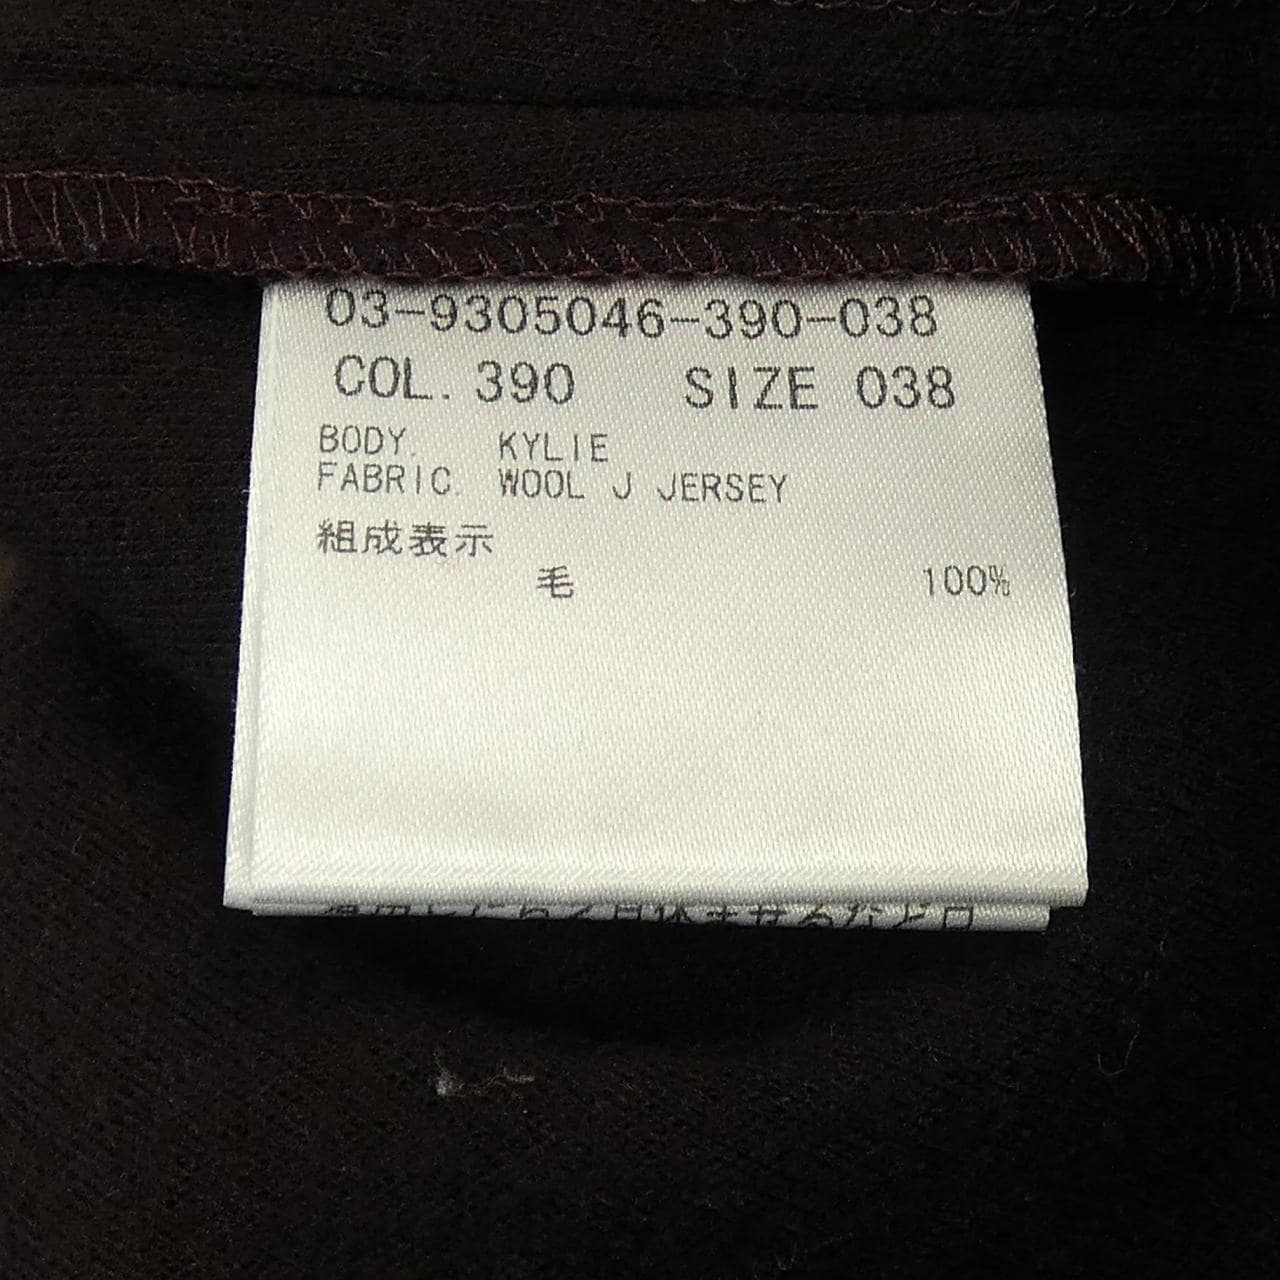 03-9305046-390-038
COL. 390 SIZE 038
BODY. KYLIE
FABRIC. WOOL J JERSEY
組成表示
毛 100%